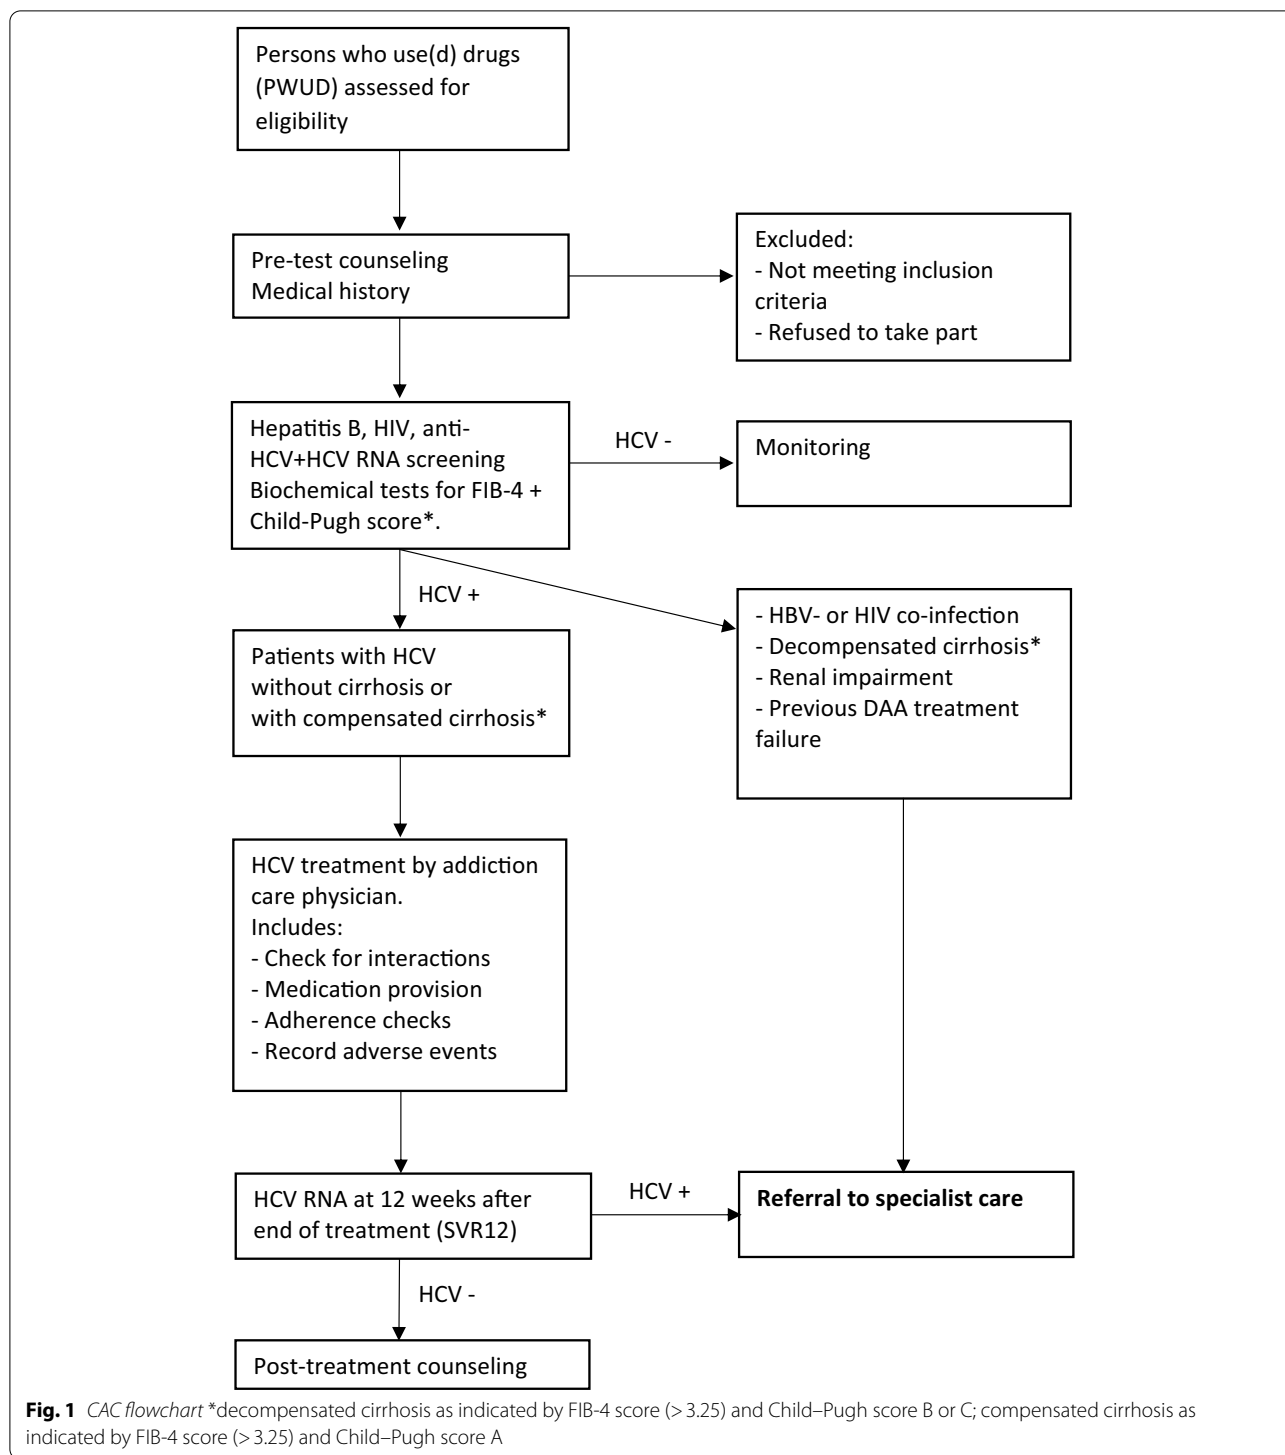 Persons who use(d) drugs
(PWUD) assessed for
eligibility
Pre-test counseling
Medical history
Excluded:
- Not meeting inclusion
criteria
- Refused to take part
Hepatitis B, HIV, anti-
HCV+HCV RNA screening
Biochemical tests for FIB-4 +
Child-Pugh score*.
HCV -
Monitoring
HCV +
- HBV- or HIV co-infection
- Decompensated cirrhosis*
- Renal impairment
- Previous DAA treatment
failure
Patients with HCV
without cirrhosis or
with compensated cirrhosis*
HCV treatment by addiction
care physician.
Includes:
- Check for interactions
- Medication provision
- Adherence checks
- Record adverse events
HCV RNA at 12 weeks after
end of treatment (SVR12)
HCV +
Referral to specialist care
HCV -
Post-treatment counseling
Fig. 1 CAC flowchart *decompensated cirrhosis as indicated by FIB-4 score (> 3.25) and Child–Pugh score B or C; compensated cirrhosis as
indicated by FIB-4 score (> 3.25) and Child–Pugh score A